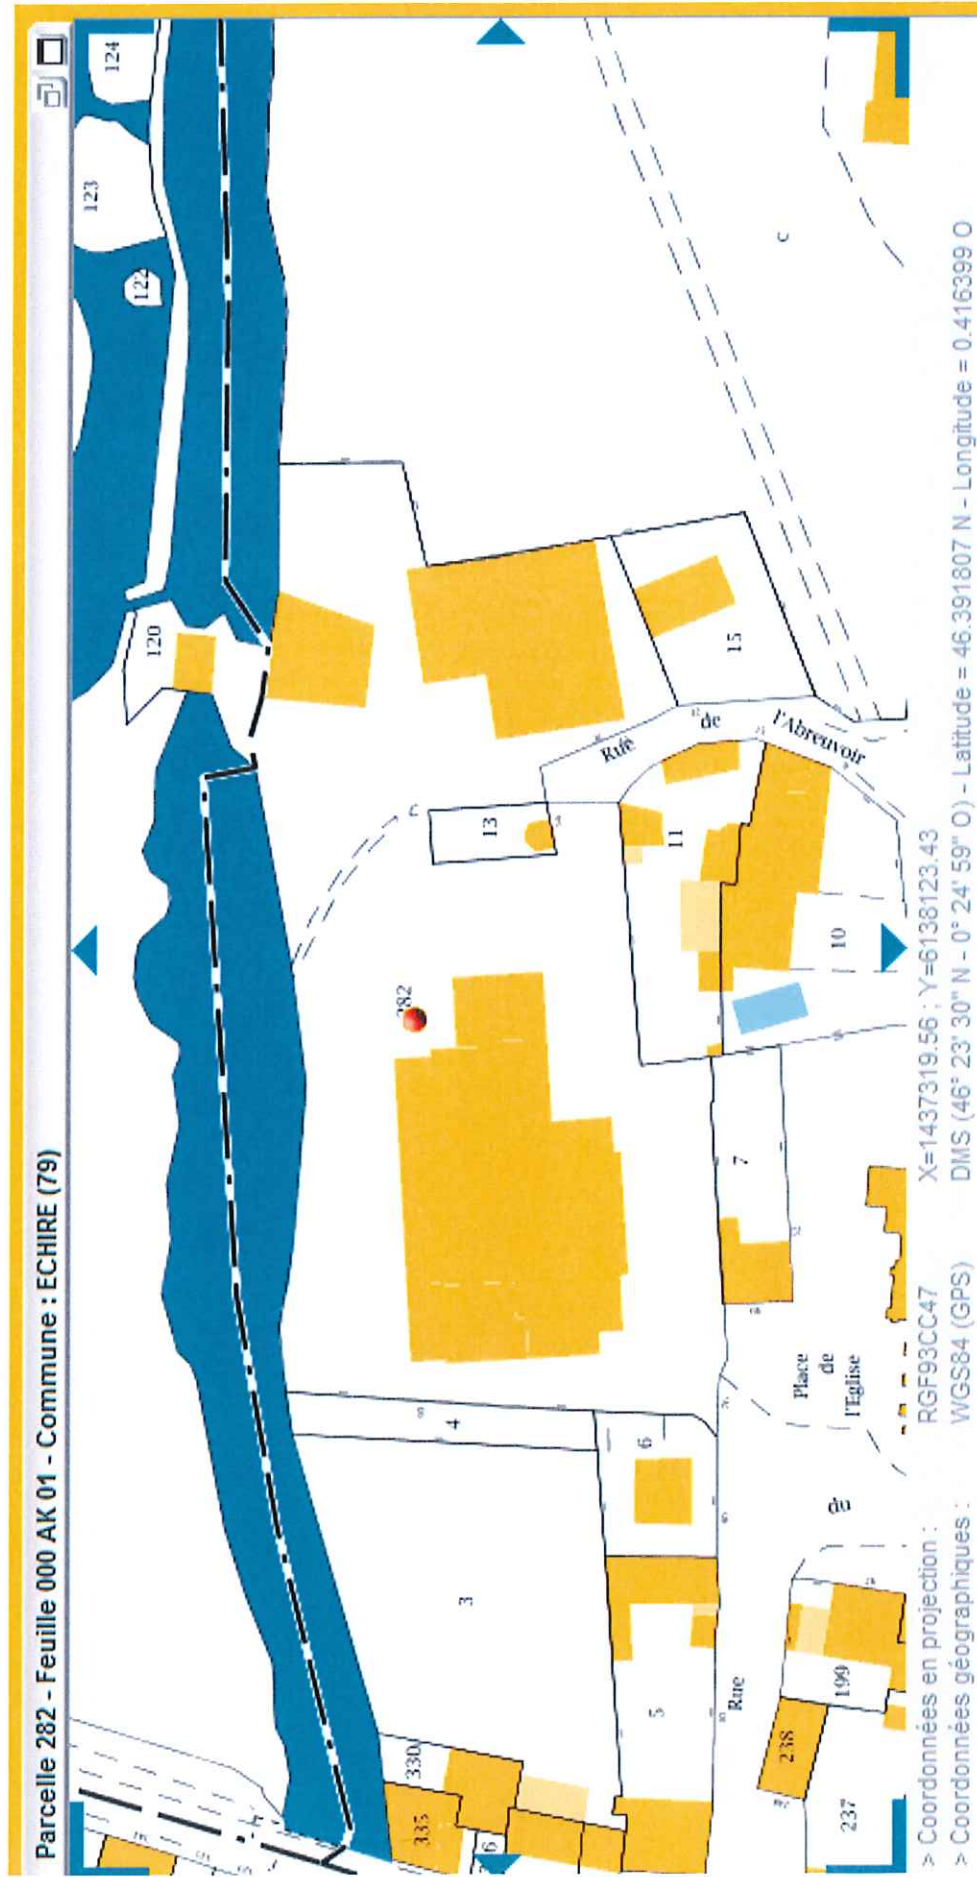 Parcelle 282 - Feuille 000 AK 01 - Commune : ECHIRE (79)
124
123
122
120
282
13
15
Rue
de
l'Abreuvoir
11
10
7
4
6
3
5
Place
de
l'Eglise
Rue
du
330
335
6
199
238
237
> Coordonnées en projection : RGF93CC47 X=1437319.56 ; Y=6138123.43
> Coordonnées géographiques : WGS84 (GPS) DMS (46° 23' 30" N - 0° 24' 59" O) - Latitude = 46.391807 N - Longitude = 0.416399 O